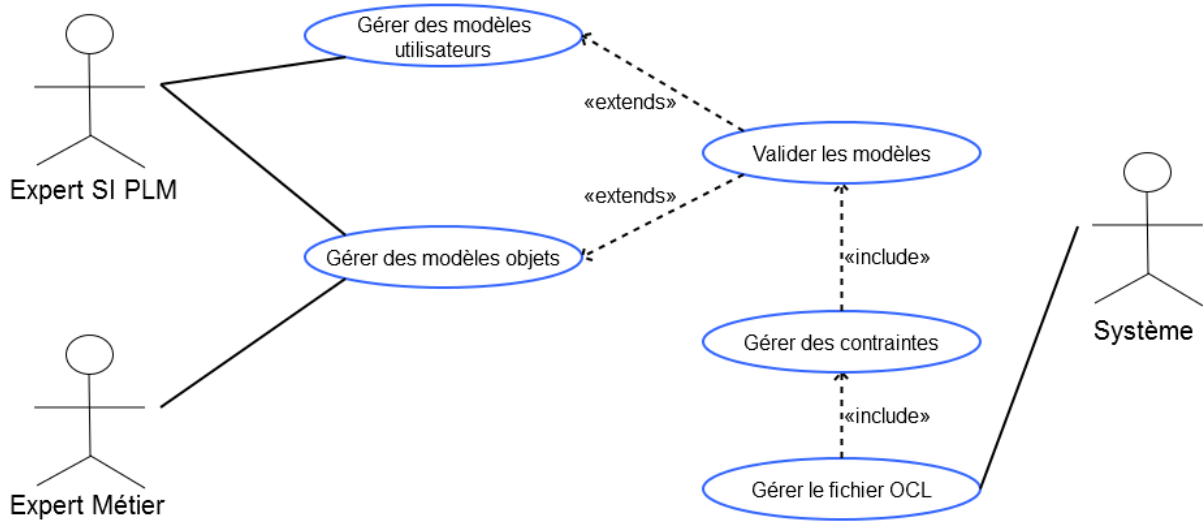 Gérer des modèles
utilisateurs
«extends»
Valider les modèles
Expert SI PLM
«extends»
Gérer des modèles objets
«include»
Système
Gérer des contraintes
«include»
Gérer le fichier OCL
Expert Métier